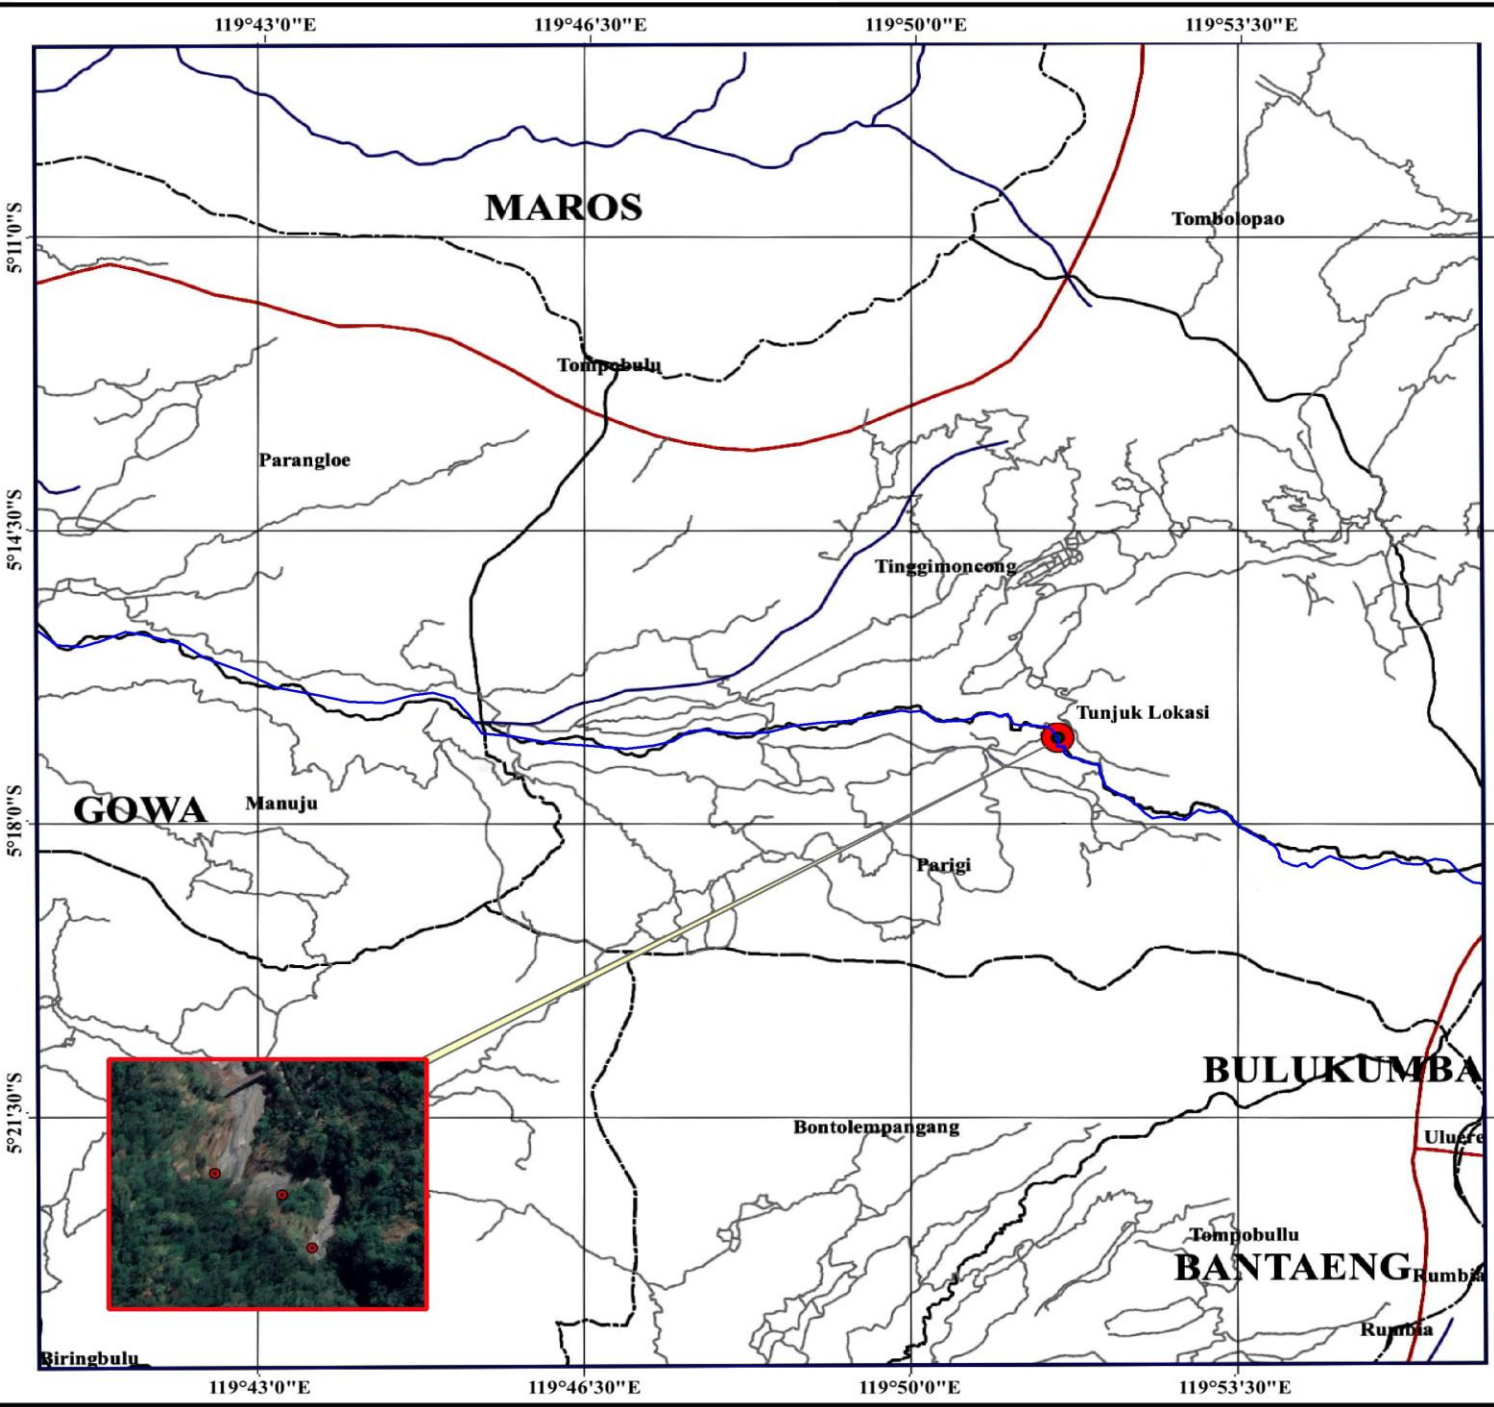 119°43'0"E 119°46'30"E 119°50'0"E 119°53'30"E
MAROS
Tombolopao
5°11'0"S
Tompobulu
Parangloe
5°14'30"S
Tinggimoncong
Tunjuk Lokasi
GOWA
Manuju
5°18'0"S
Parigi
BULUKUMBA
5°21'30"S
Bontolempangang
Uluere
Tompobullu
BANTAENG
Rumbia
Rumbia
Biringbulu
119°43'0"E 119°46'30"E 119°50'0"E 119°53'30"E